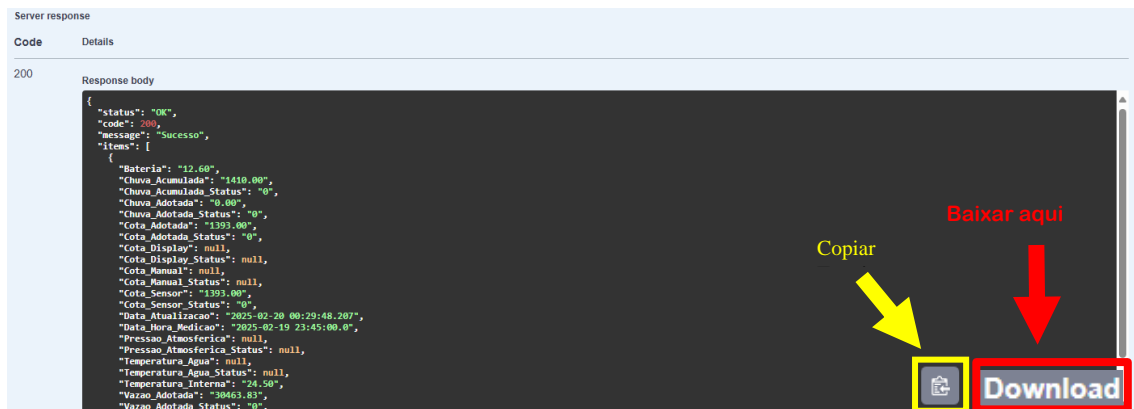 Server response
Code Details
200
Response body
{
"status": "OK",
"code": 200,
"message": "Sucesso",
"items": [
{
"Bateria": "12.60",
"Chuva_Acumulada": "1410.00",
"Chuva_Acumulada_Status": "0",
"Chuva_Adotada": "0.00",
"Chuva_Adotada_Status": "0",
"Cota_Adotada": "1393.00",
"Cota_Adotada_Status": "0",
"Cota_Display": null,
"Cota_Display_Status": null,
"Cota_Manual": null,
"Cota_Manual_Status": null,
"Cota_Sensor": "1393.00",
"Cota_Sensor_Status": "0",
"Data_Atualizacao": "2025-02-20 00:29:48.207",
"Data_Hora_Medicao": "2025-02-19 23:45:00.0",
"Pressao_Atmosferica": null,
"Pressao_Atmosferica_Status": null,
"Temperatura_Agua": null,
"Temperatura_Agua_Status": null,
"Temperatura_Interna": "24.50",
"Vazao_Adotada": "30463.83",
"Vazao_Adotada_Status": "0",
Baixar aqui
Copiar
Download